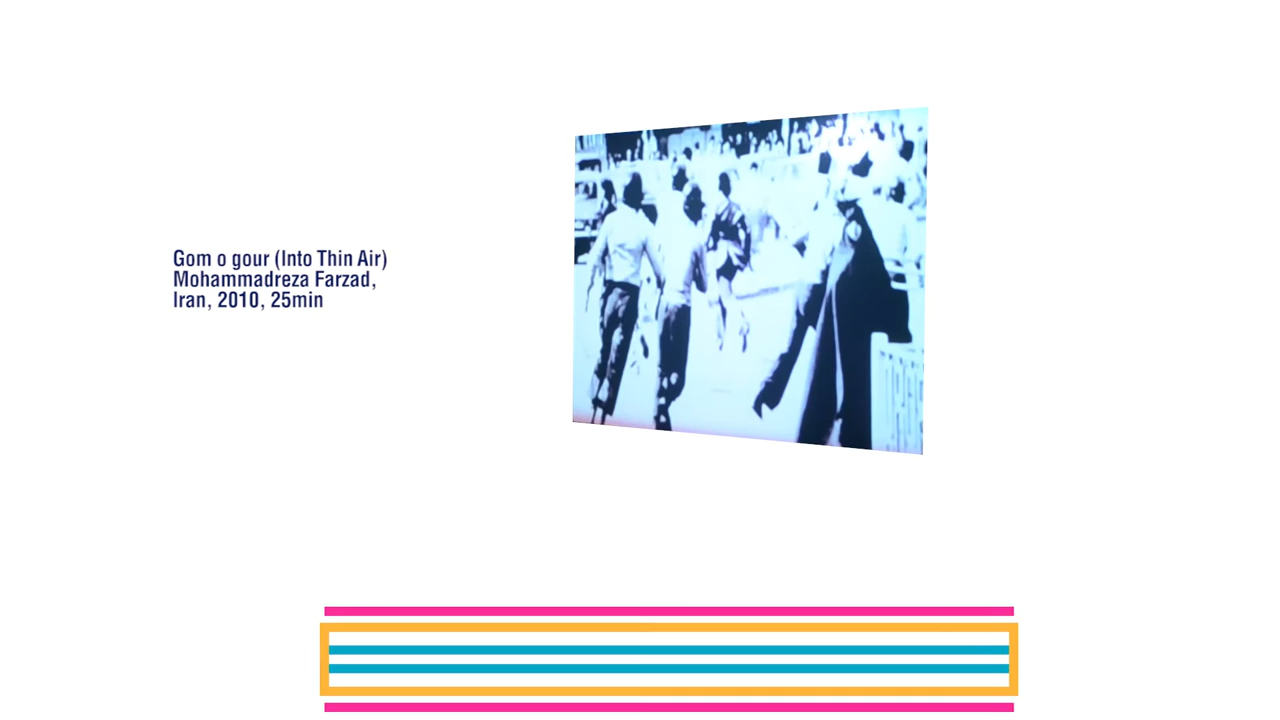 Gom o gour (Into Thin Air)
Mohammadreza Farzad,
Iran, 2010, 25min